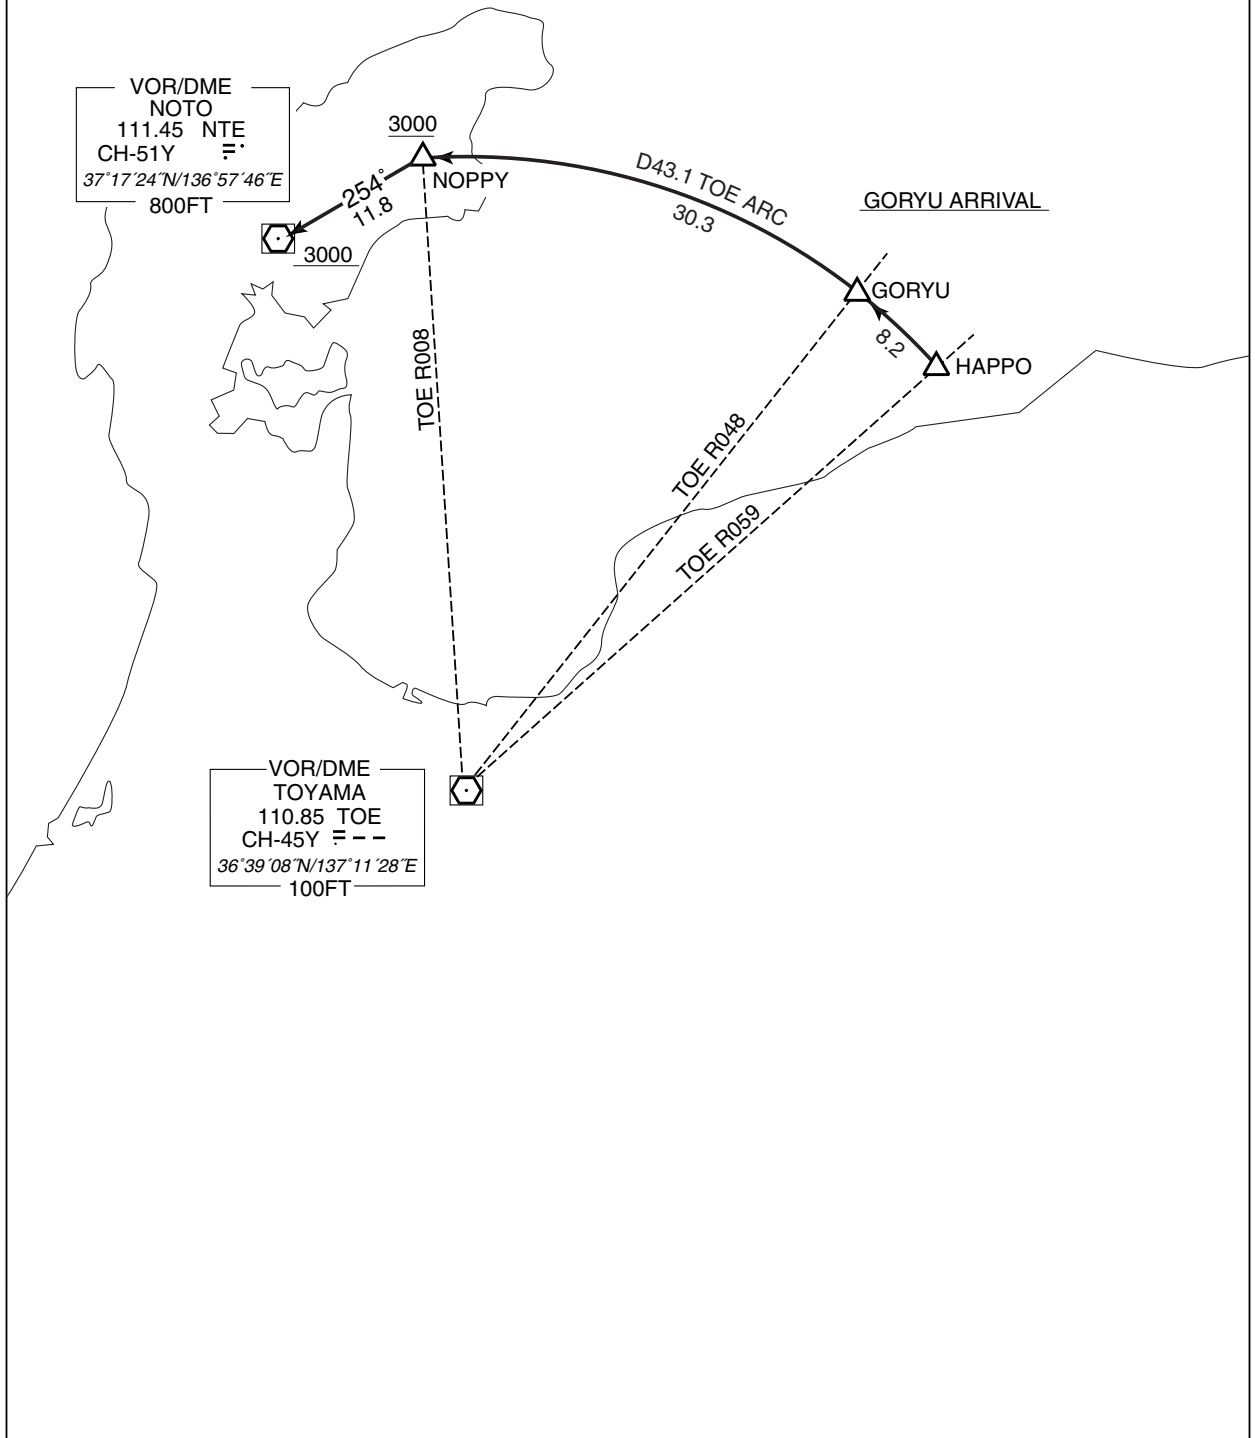 VOR/DME
NOTO
111.45 NTE
CH-51Y
37°17´24˝N/136°57´46˝E
800FT
3000
NOPPY
254°
11.8
3000
D43.1 TOE ARC
30.3
GORYU ARRIVAL
GORYU
8.2
HAPPO
TOE R008
TOE R048
TOE R059
VOR/DME
TOYAMA
110.85 TOE
CH-45Y
36°39´08˝N/137°11´28˝E
100FT